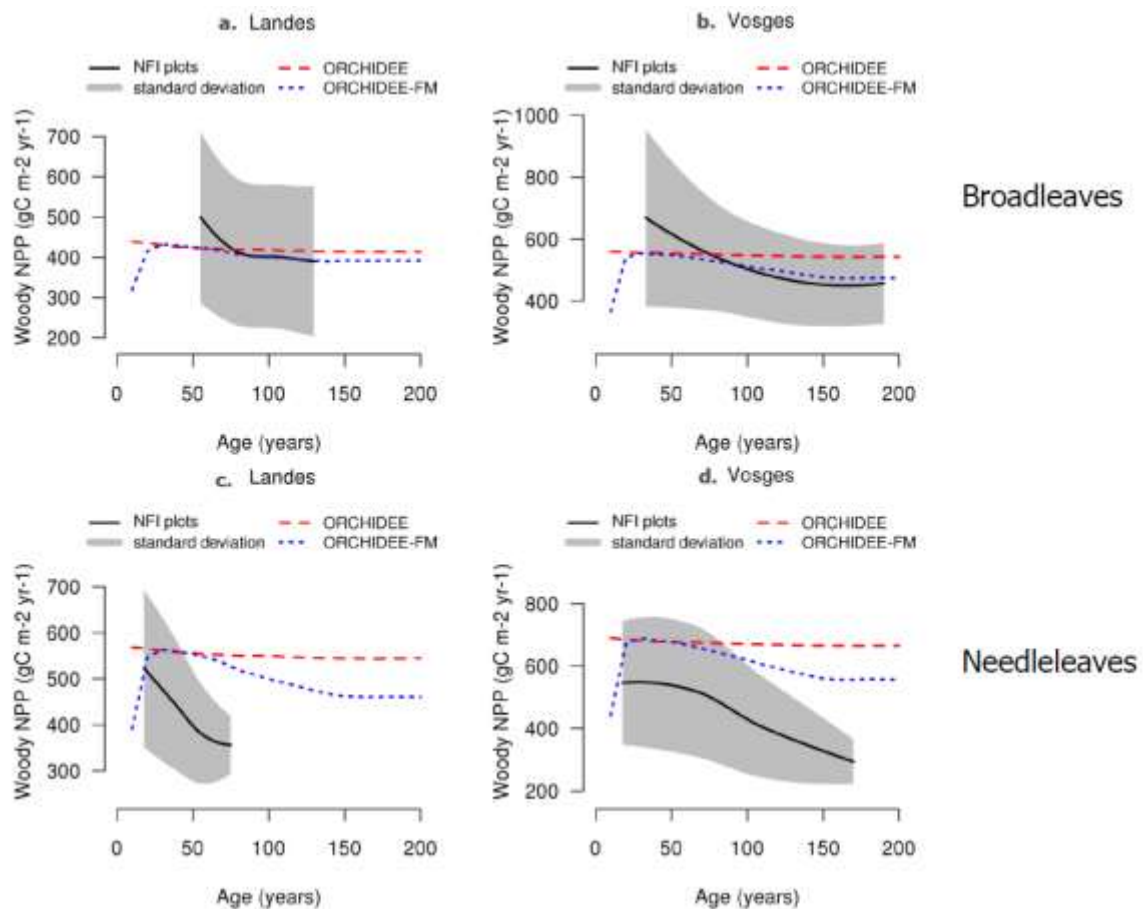 a. Landes
NFI plots
standard deviation
ORCHIDEE
ORCHIDEE-FM
Woody NPP (gC m-2 yr-1)
700
600
500
400
300
200
0 50 100 150 200
Age (years)
b. Vosges
NFI plots
standard deviation
ORCHIDEE
ORCHIDEE-FM
Woody NPP (gC m-2 yr-1)
1000
800
600
400
0 50 100 150 200
Age (years)
Broadleaves
c. Landes
NFI plots
standard deviation
ORCHIDEE
ORCHIDEE-FM
Woody NPP (gC m-2 yr-1)
700
600
500
400
300
0 50 100 150 200
Age (years)
d. Vosges
NFI plots
standard deviation
ORCHIDEE
ORCHIDEE-FM
Woody NPP (gC m-2 yr-1)
800
600
400
200
0 50 100 150 200
Age (years)
Needleleaves